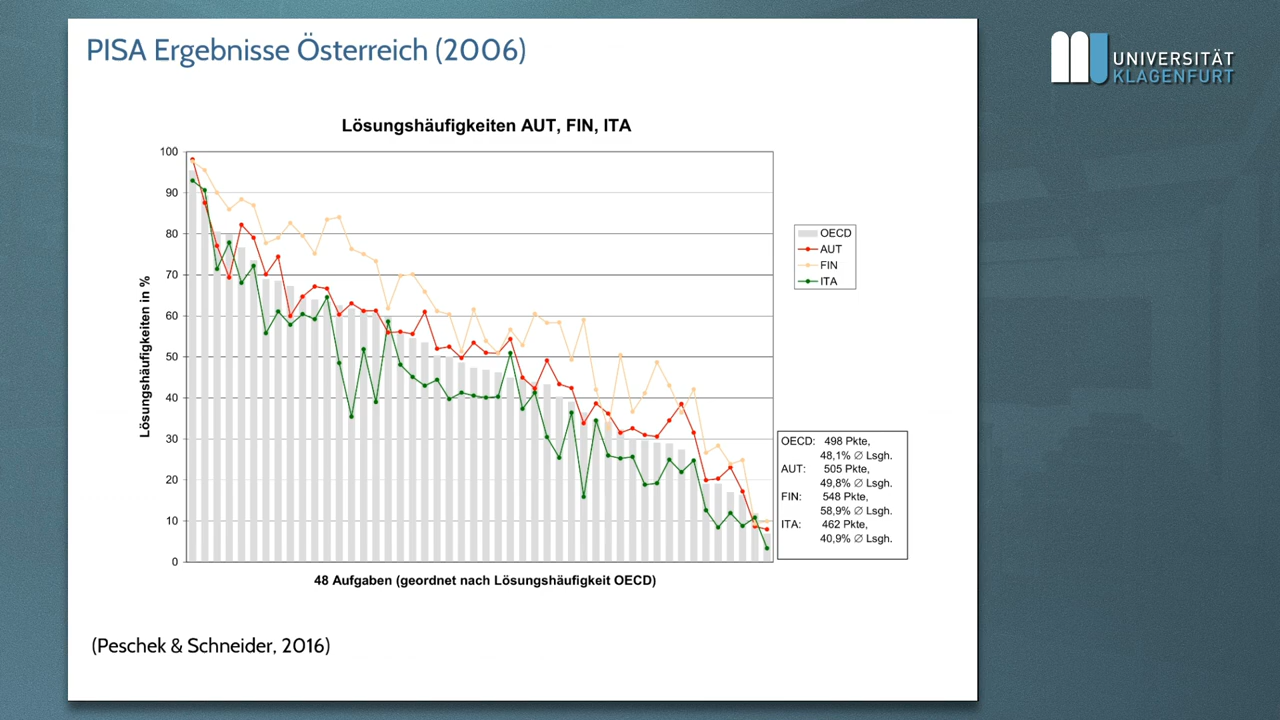 PISA Ergebnisse Österreich (2006)
UNIVERSITÄT
KLAGENFURT
Lösungshäufigkeiten AUT, FIN, ITA
Lösungshäufigkeiten in %
100
90
80
70
60
50
40
30
20
10
0
OECD
AUT
FIN
ITA
OECD: 498 Pkte,
48,1% ∅ Lsgh.
AUT: 505 Pkte,
49,8% ∅ Lsgh.
FIN: 548 Pkte,
58,9% ∅ Lsgh.
ITA: 462 Pkte,
40,9% ∅ Lsgh.
48 Aufgaben (geordnet nach Lösungshäufigkeit OECD)
(Peschek & Schneider, 2016)